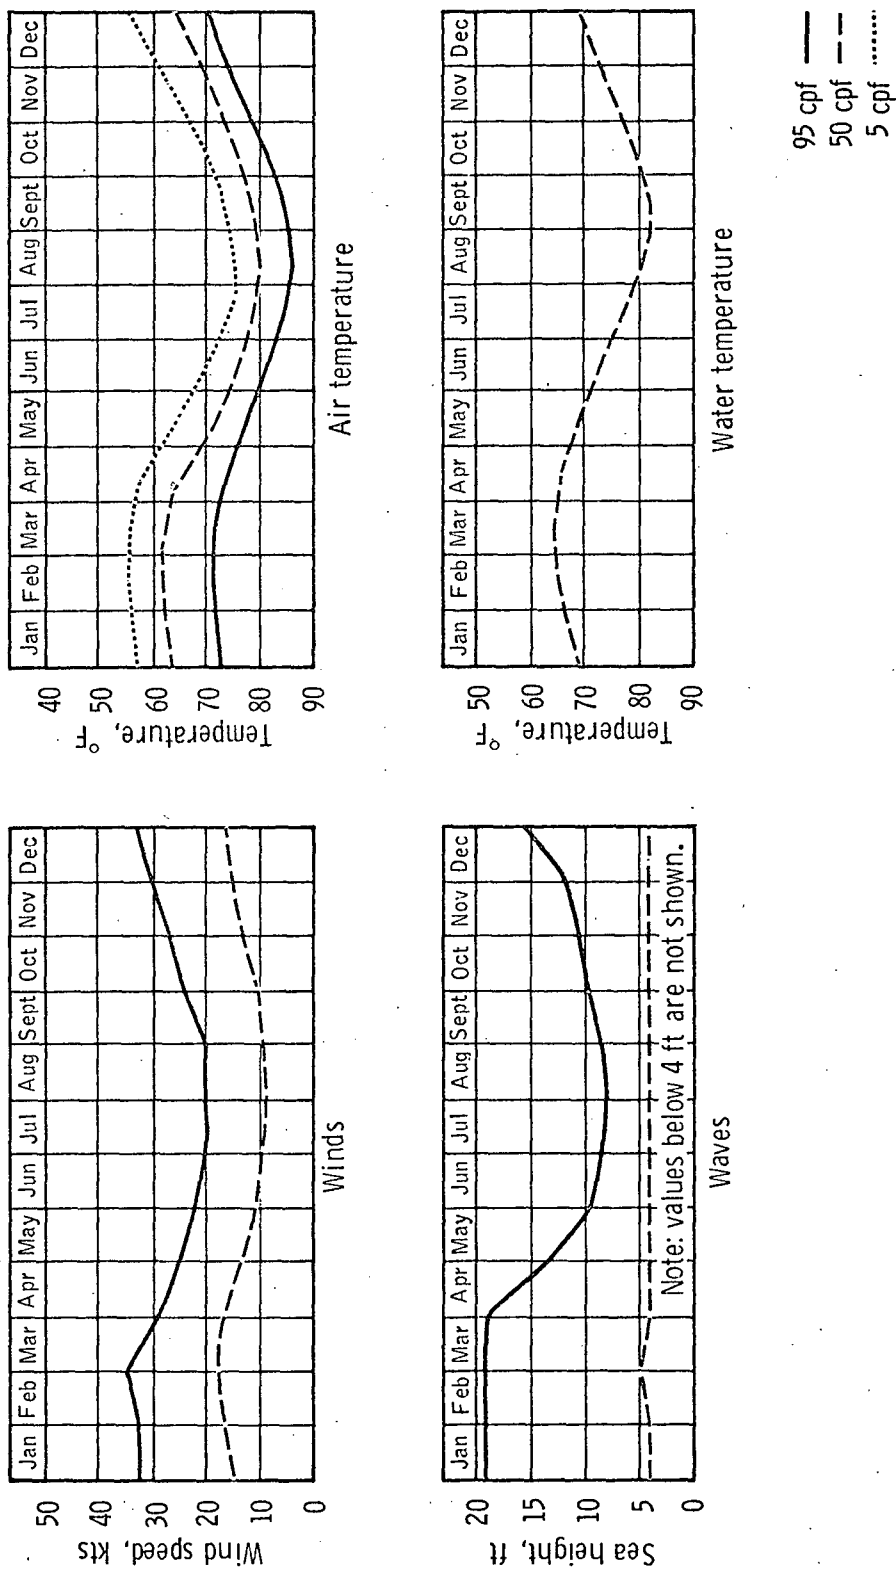 Jan Feb Mar Apr May Jun Jul Aug Sept Oct Nov Dec
50
40
30
20
10
0
Wind speed, kts
Winds
Jan Feb Mar Apr May Jun Jul Aug Sept Oct Nov Dec
40
50
60
70
80
90
Temperature, °F
Air temperature
Jan Feb Mar Apr May Jun Jul Aug Sept Oct Nov Dec
20
15
10
5
0
Sea height, ft
Note: values below 4 ft are not shown.
Waves
Jan Feb Mar Apr May Jun Jul Aug Sept Oct Nov Dec
50
60
70
80
90
Temperature, °F
Water temperature
95 cpf
50 cpf
5 cpf